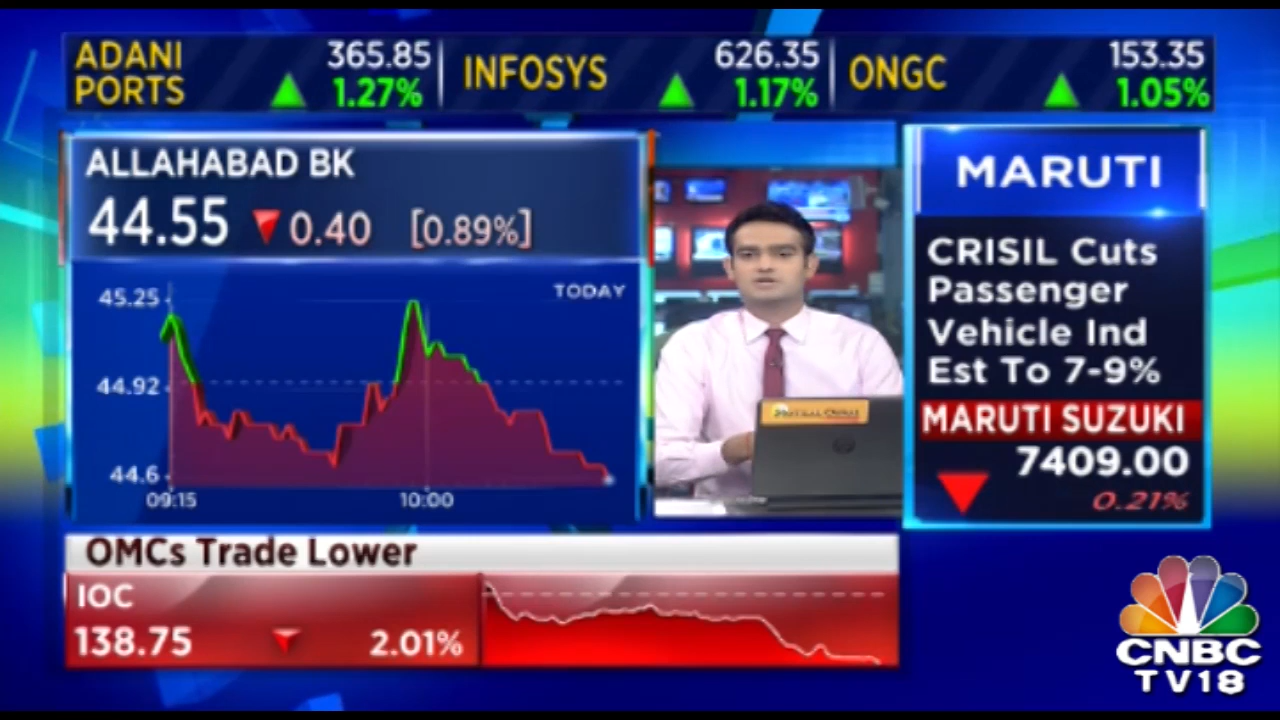 ADANI
PORTS
365.85
1.27%
INFOSYS
626.35
1.17%
ONGC
153.35
1.05%
ALLAHABAD BK
44.55 0.40 [0.89%]
TODAY
45.25
44.92
44.6
09:15 10:00
MARUTI
CRISIL Cuts
Passenger
Vehicle Ind
Est To 7-9%
MARUTI SUZUKI
7409.00
0.21%
OMCs Trade Lower
IOC
138.75 2.01%
CNBC
TV18